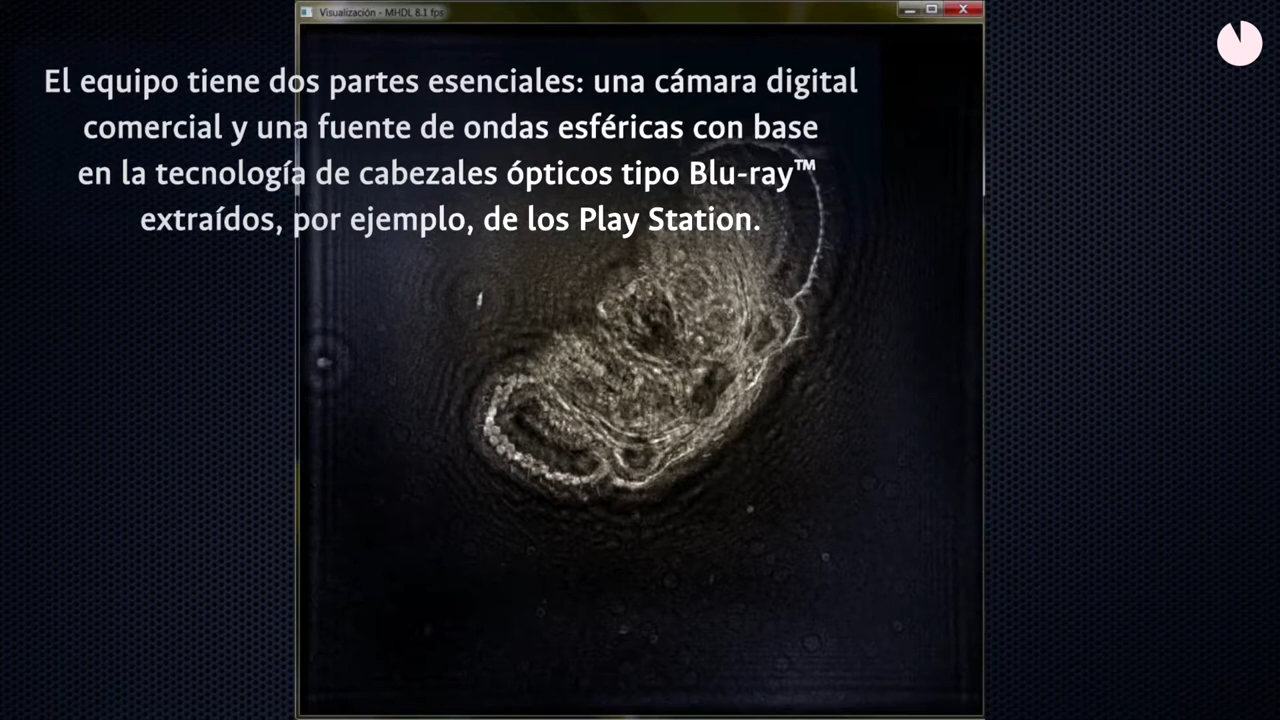 Visualización - MHDL 8.1 fps
El equipo tiene dos partes esenciales: una cámara digital
comercial y una fuente de ondas esféricas con base
en la tecnología de cabezales ópticos tipo Blu-ray™
extraídos, por ejemplo, de los Play Station.